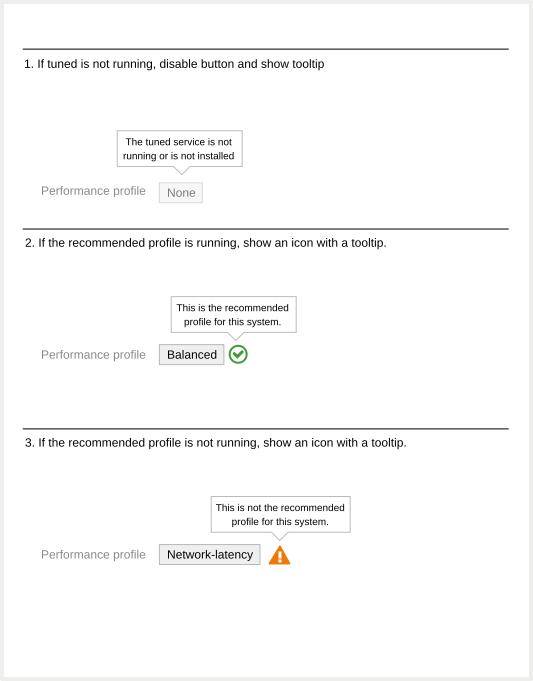 1. If tuned is not running, disable button and show tooltip
The tuned service is not
running or is not installed
Performance profile None
2. If the recommended profile is running, show an icon with a tooltip.
This is the recommended
profile for this system.
Performance profile Balanced
3. If the recommended profile is not running, show an icon with a tooltip.
This is not the recommended
profile for this system.
Performance profile Network-latency